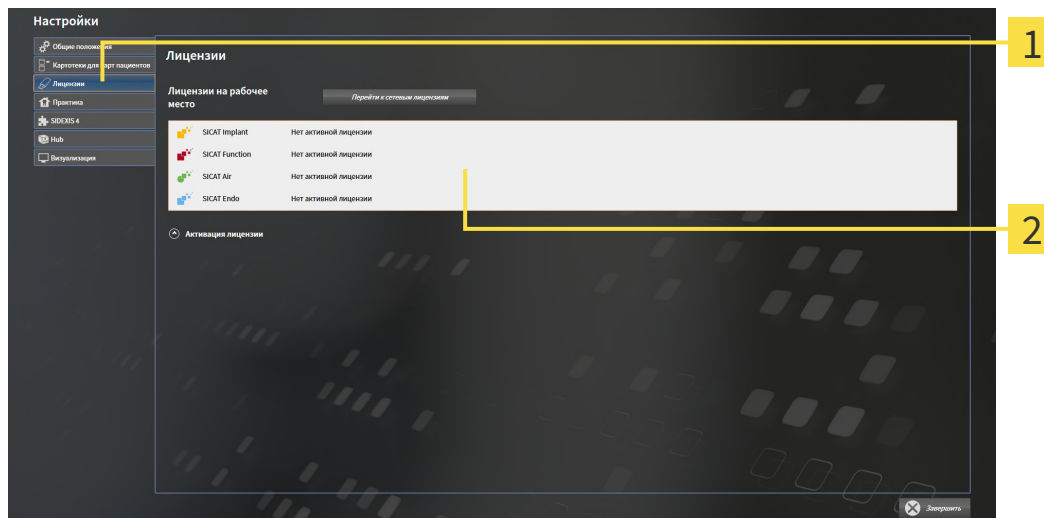 Настройки
Общие положения
Картотеки для карт пациентов
Лицензии
Практика
SIDEXIS 4
Hub
Визуализация
Лицензии
Лицензии на рабочее
место
Перейти к сетевым лицензиям
SICAT Implant Нет активной лицензии
SICAT Function Нет активной лицензии
SICAT Air Нет активной лицензии
SICAT Endo Нет активной лицензии
Активация лицензии
Завершить
1
2